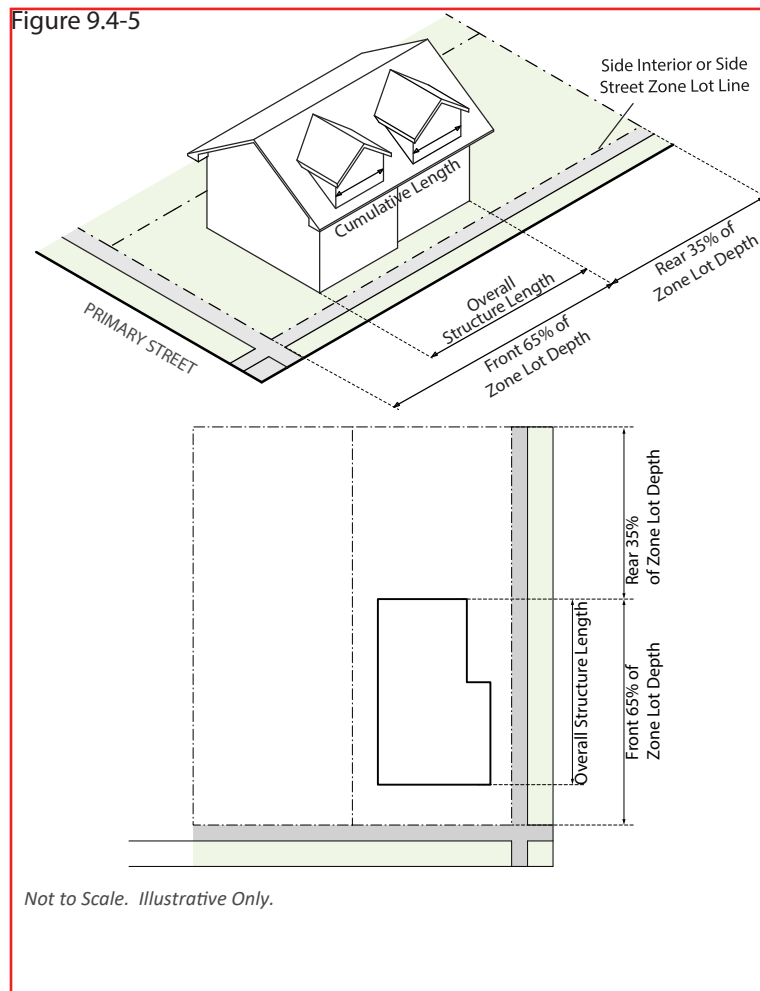 Figure 9.4-5
Side Interior or Side
Street Zone Lot Line
Cumulative Length
PRIMARY STREET
Overall
Structure Length
Front 65% of
Zone Lot Depth
Rear 35% of
Zone Lot Depth
Rear 35%
of Zone Lot Depth
Overall Structure Length
Front 65% of
Zone Lot Depth
Not to Scale.  Illustrative Only.